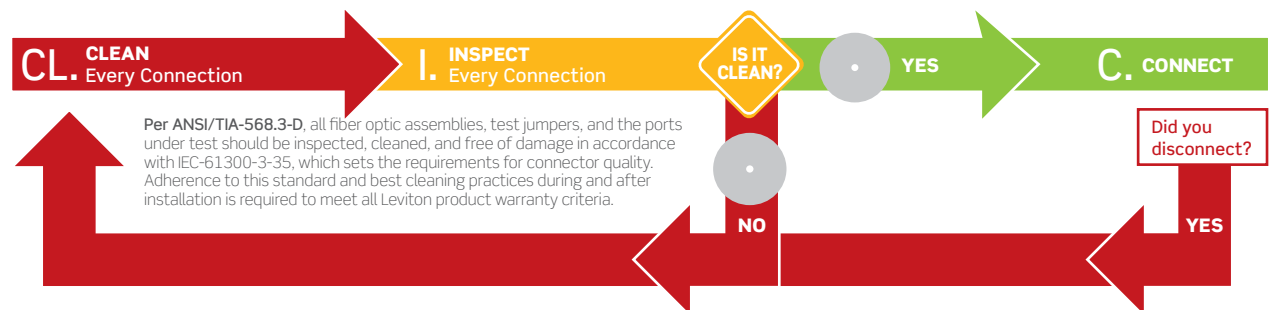 CL. CLEAN
Every Connection
I. INSPECT
Every Connection
IS IT
CLEAN?
YES
C. CONNECT
Per ANSI/TIA-568.3-D, all fiber optic assemblies, test jumpers, and the ports
under test should be inspected, cleaned, and free of damage in accordance
with IEC-61300-3-35, which sets the requirements for connector quality.
Adherence to this standard and best cleaning practices during and after
installation is required to meet all Leviton product warranty criteria.
Did you
disconnect?
NO
YES